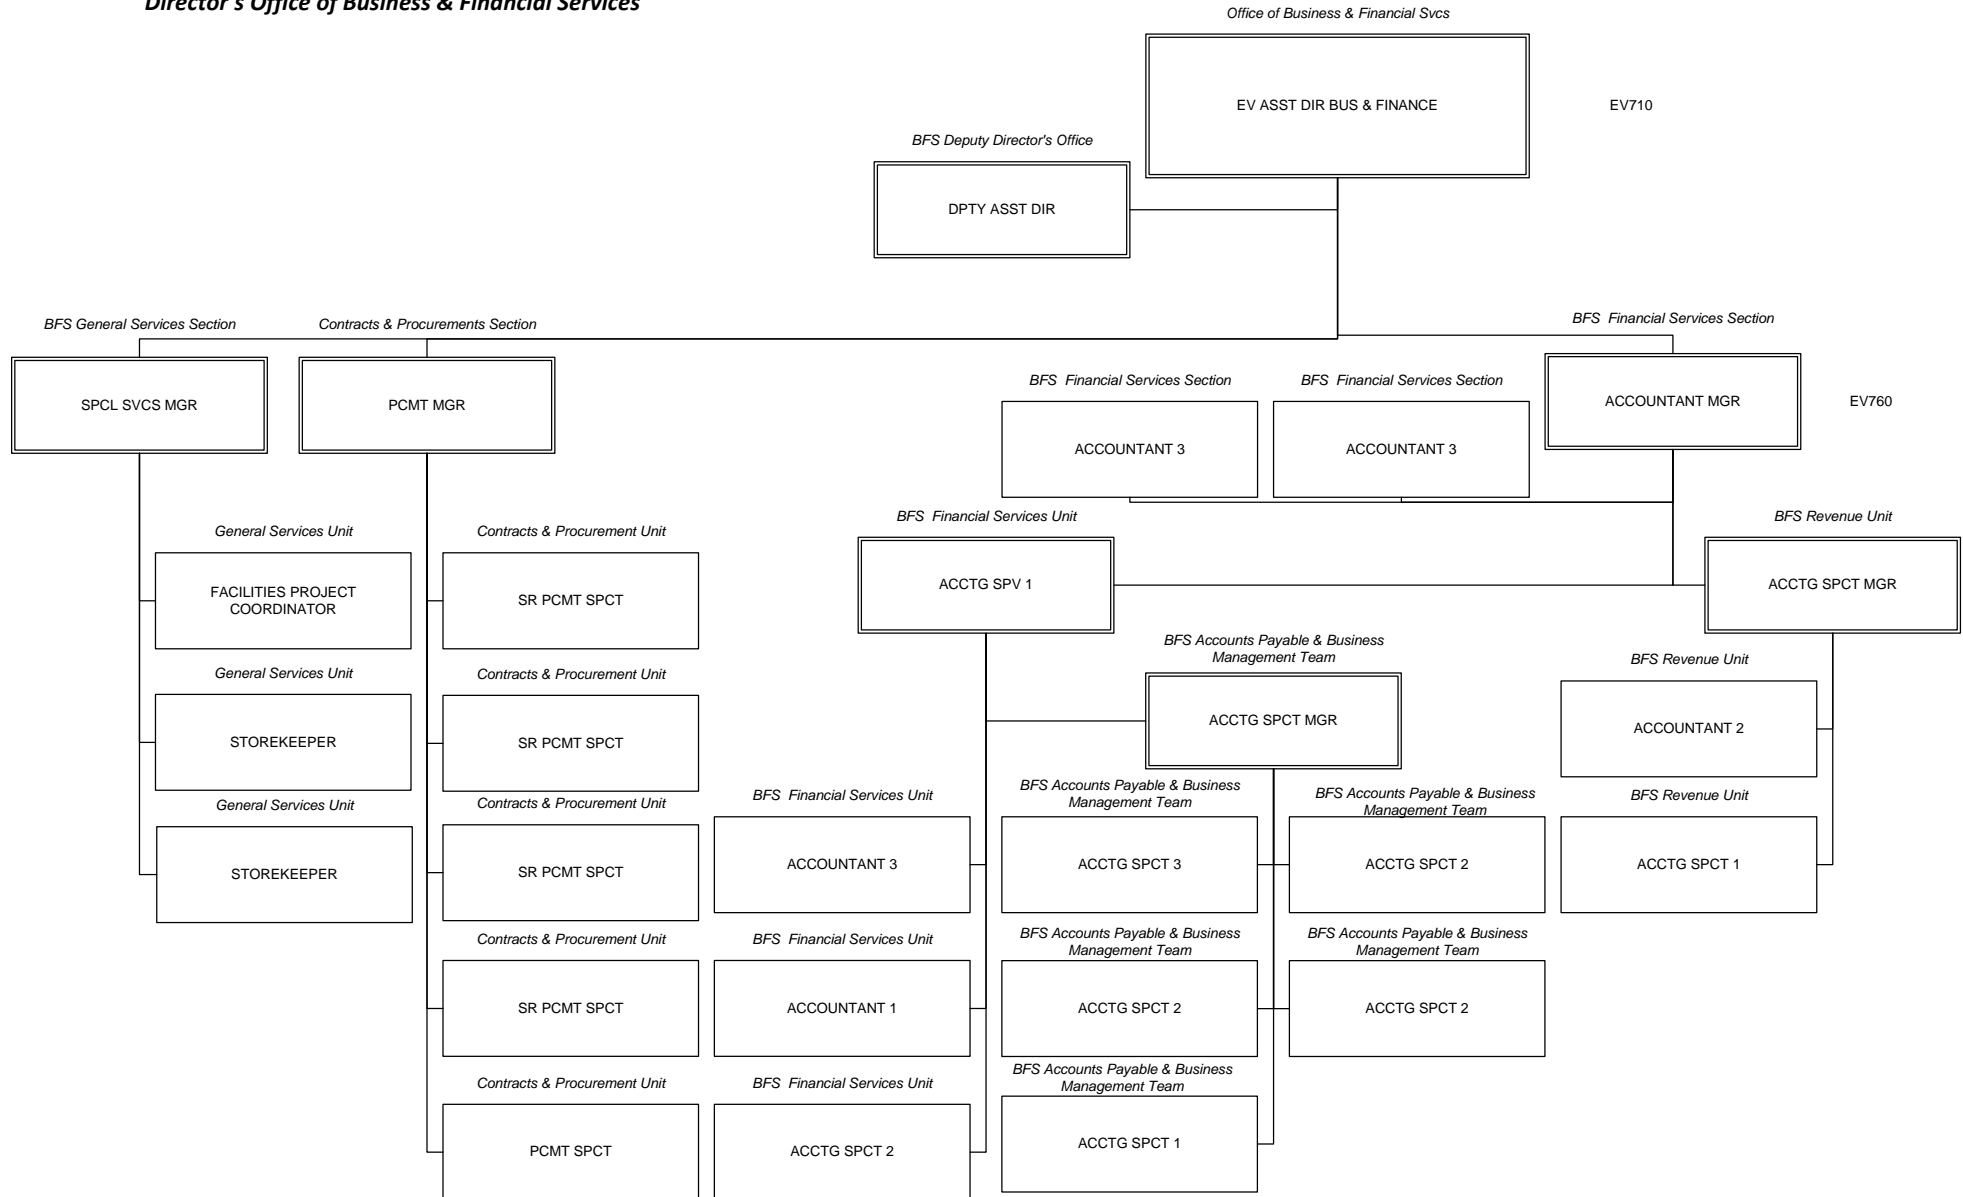 Director's Office of Business & Financial Services
Office of Business & Financial Svcs
EV ASST DIR BUS & FINANCE
EV710
BFS Deputy Director's Office
DPTY ASST DIR
BFS General Services Section
SPCL SVCS MGR
Contracts & Procurements Section
PCMT MGR
BFS  Financial Services Section
ACCOUNTANT MGR
EV760
BFS  Financial Services Section
ACCOUNTANT 3
BFS  Financial Services Section
ACCOUNTANT 3
General Services Unit
FACILITIES PROJECT
COORDINATOR
General Services Unit
STOREKEEPER
General Services Unit
STOREKEEPER
Contracts & Procurement Unit
SR PCMT SPCT
Contracts & Procurement Unit
SR PCMT SPCT
Contracts & Procurement Unit
SR PCMT SPCT
Contracts & Procurement Unit
SR PCMT SPCT
Contracts & Procurement Unit
PCMT SPCT
BFS  Financial Services Unit
ACCTG SPV 1
BFS Revenue Unit
ACCTG SPCT MGR
BFS Accounts Payable & Business
Management Team
ACCTG SPCT MGR
BFS Revenue Unit
ACCOUNTANT 2
BFS Revenue Unit
ACCTG SPCT 1
BFS  Financial Services Unit
ACCOUNTANT 3
BFS  Financial Services Unit
ACCOUNTANT 1
BFS  Financial Services Unit
ACCTG SPCT 2
BFS Accounts Payable & Business
Management Team
ACCTG SPCT 3
BFS Accounts Payable & Business
Management Team
ACCTG SPCT 2
BFS Accounts Payable & Business
Management Team
ACCTG SPCT 2
BFS Accounts Payable & Business
Management Team
ACCTG SPCT 2
BFS Accounts Payable & Business
Management Team
ACCTG SPCT 1